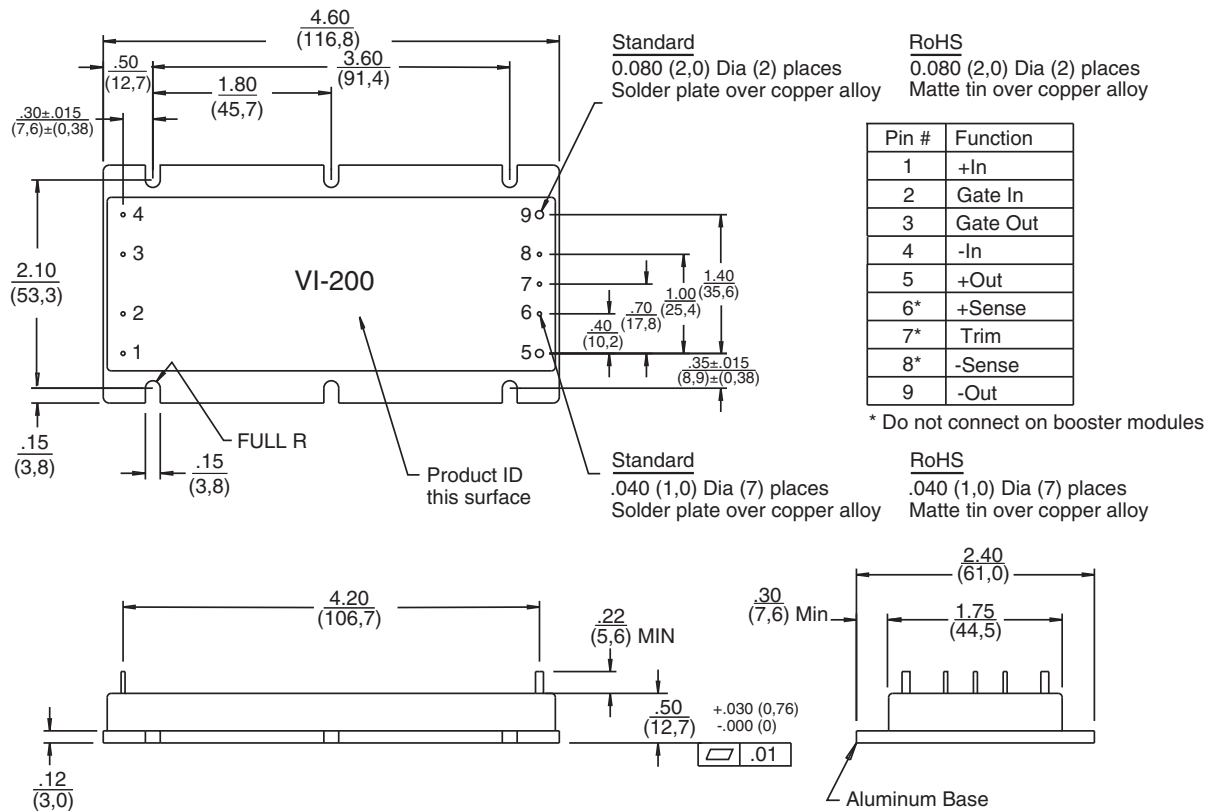 4.60
(116,8)
.50
(12,7)
3.60
(91,4)
1.80
(45,7)
.30±.015
(7,6)±(0,38)
Standard
0.080 (2,0) Dia (2) places
Solder plate over copper alloy
RoHS
0.080 (2,0) Dia (2) places
Matte tin over copper alloy
Pin # Function
1 +In
2 Gate In
3 Gate Out
4 -In
5 +Out
6* +Sense
7* Trim
8* -Sense
9 -Out
* Do not connect on booster modules
4
3
2
1
VI-200
9
8
7
6
5
2.10
(53,3)
1.40
(35,6)
1.00
(25,4)
.70
(17,8)
.40
(10,2)
.35±.015
(8,9)±(0,38)
.15
(3,8)
.15
(3,8)
FULL R
Product ID
this surface
Standard
.040 (1,0) Dia (7) places
Solder plate over copper alloy
RoHS
.040 (1,0) Dia (7) places
Matte tin over copper alloy
4.20
(106,7)
.22
(5,6) MIN
.50
(12,7)
+.030 (0,76)
-.000 (0)
.01
.12
(3,0)
2.40
(61,0)
.30
(7,6) Min
1.75
(44,5)
Aluminum Base